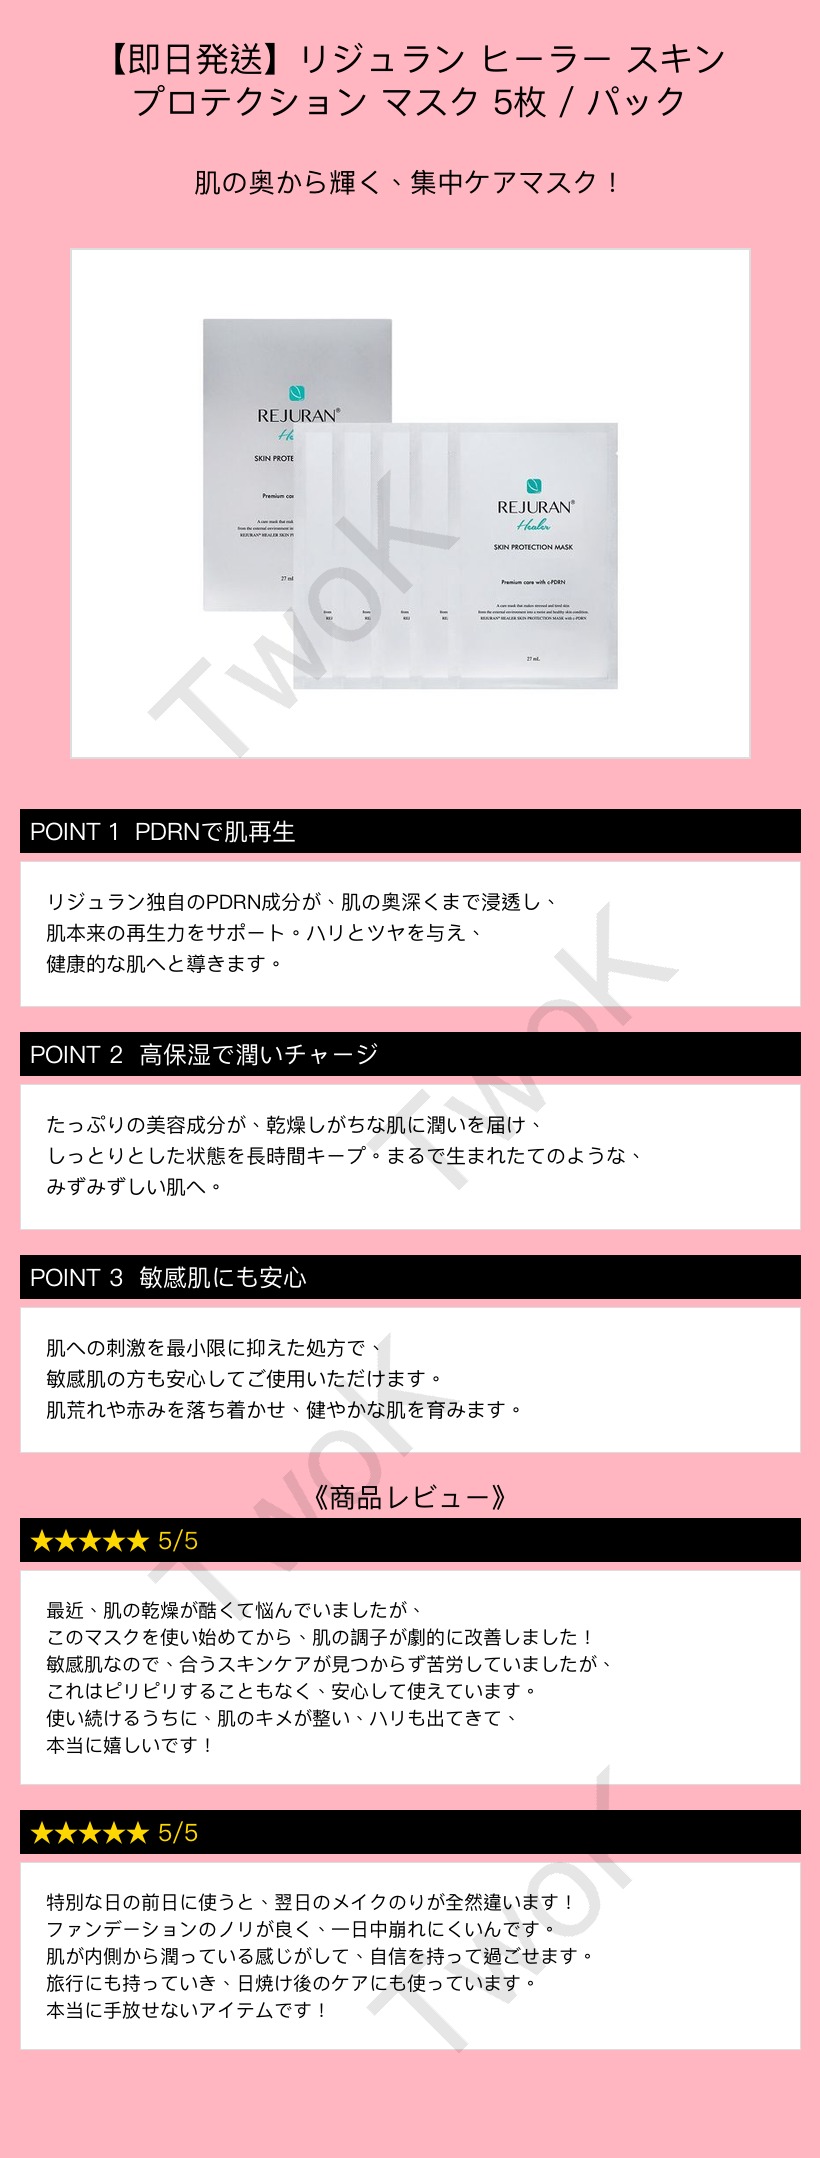 【即日発送】リジュラン ヒーラー スキン
プロテクション マスク 5枚 / パック
肌の奥から輝く、集中ケアマスク！
REJURAN®
He
SKIN PROTE
Premium car
27 mL
REJURAN®
Healer
SKIN PROTECTION MASK
Premium care with c-PDRN
A care mask that makes stressed and tired skin
from the external environment into a moist and healthy skin condition.
REJURAN® HEALER SKIN PROTECTION MASK with c-PDRN
27 mL
TwoK
POINT 1 PDRNで肌再生
リジュラン独自のPDRN成分が、肌の奥深くまで浸透し、
肌本来の再生力をサポート。ハリとツヤを与え、
健康的な肌へと導きます。
TwoK
POINT 2 高保湿で潤いチャージ
たっぷりの美容成分が、乾燥しがちな肌に潤いを届け、
しっとりとした状態を長時間キープ。まるで生まれたてのような、
みずみずしい肌へ。
POINT 3 敏感肌にも安心
肌への刺激を最小限に抑えた処方で、
敏感肌の方も安心してご使用いただけます。
肌荒れや赤みを落ち着かせ、健やかな肌を育みます。
TwoK
《商品レビュー》
★★★★★ 5/5
最近、肌の乾燥が酷くて悩んでいましたが、
このマスクを使い始めてから、肌の調子が劇的に改善しました！
敏感肌なので、合うスキンケアが見つからず苦労していましたが、
これはピリピリすることもなく、安心して使えています。
使い続けるうちに、肌のキメが整い、ハリも出てきて、
本当に嬉しいです！
★★★★★ 5/5
特別な日の前日に使うと、翌日のメイクのりが全然違います！
ファンデーションのノリが良く、一日中崩れにくいんです。
肌が内側から潤っている感じがして、自信を持って過ごせます。
旅行にも持っていき、日焼け後のケアにも使っています。
本当に手放せないアイテムです！
TwoK